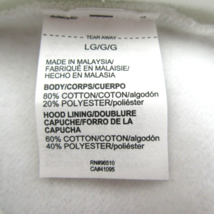 TEAR AWAY
LG/G/G
MADE IN MALAYSIA/
FABRIQUÉ EN MALAISIE/
HECHO EN MALASIA
BODY/CORPS/CUERPO
80% COTTON/COTON/algodón
20% POLYESTER/poliéster
HOOD LINING/DOUBLURE
CAPUCHE/FORRO DE LA
CAPUCHA
60% COTTON/COTON/algodón
40% POLYESTER/poliéster
RN#96510
CA#41095